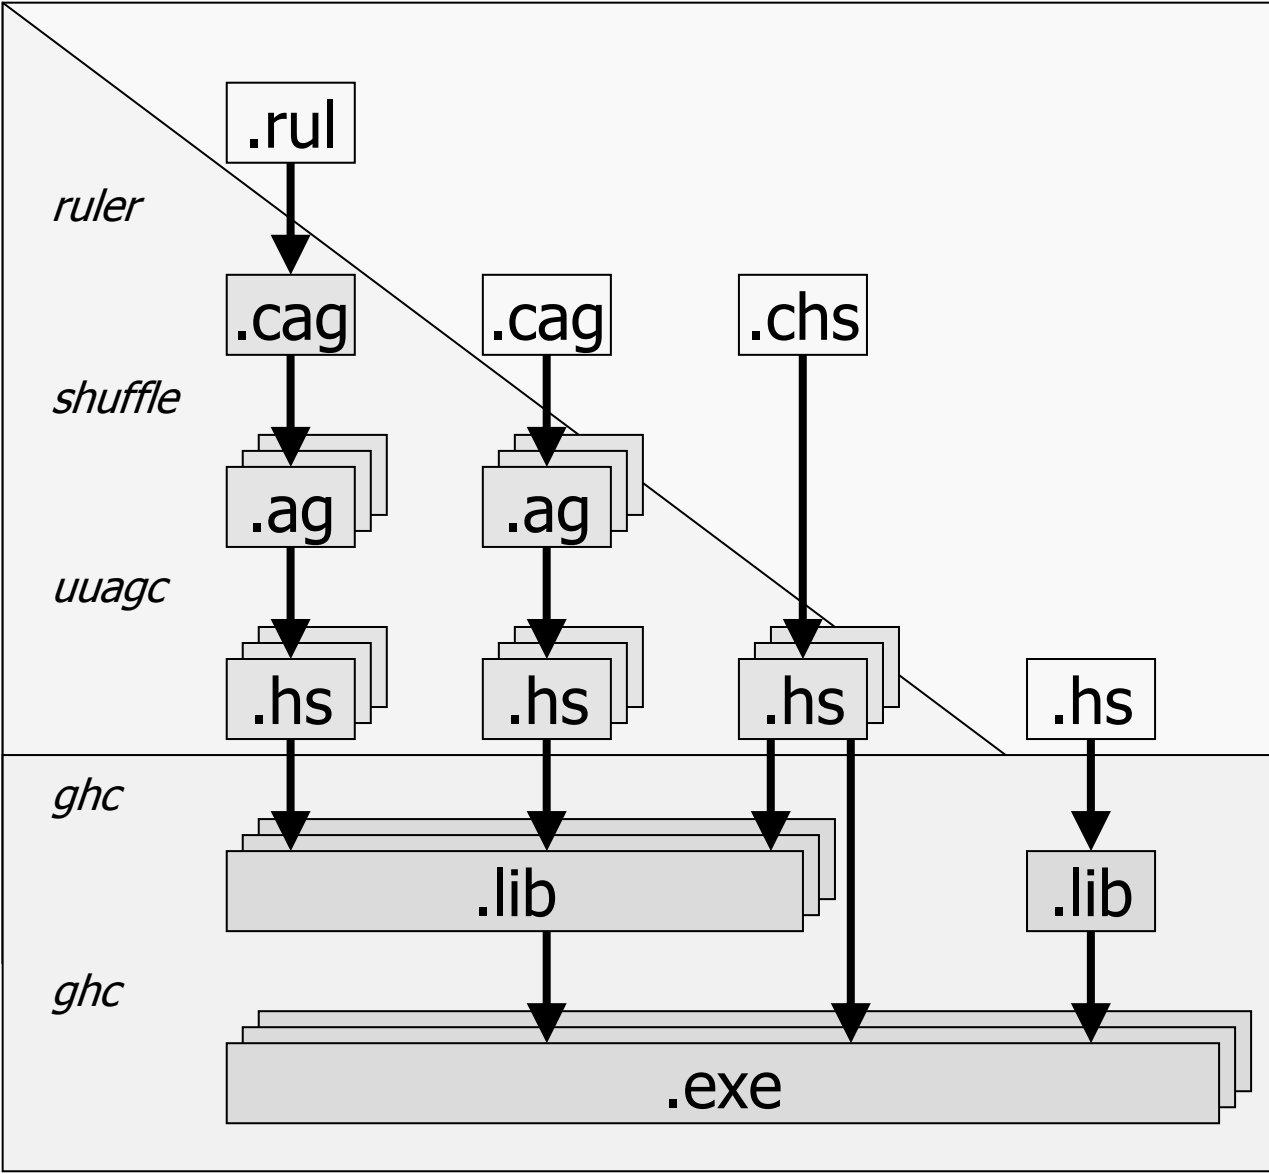 .rul
ruler
.cag .cag .chs
shuffle
.ag .ag
uuagc
.hs .hs .hs .hs
ghc
.lib .lib
ghc
.exe